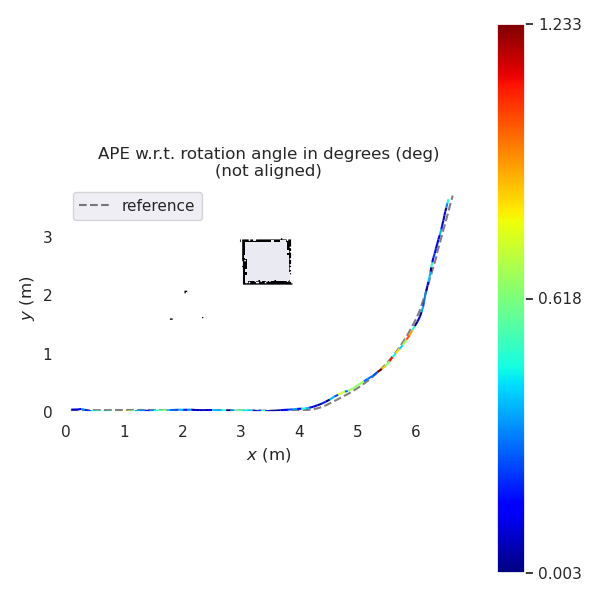 APE w.r.t. rotation angle in degrees (deg)
(not aligned)
reference
3
2
1
0
y (m)
0 1 2 3 4 5 6
x (m)
1.233
0.618
0.003